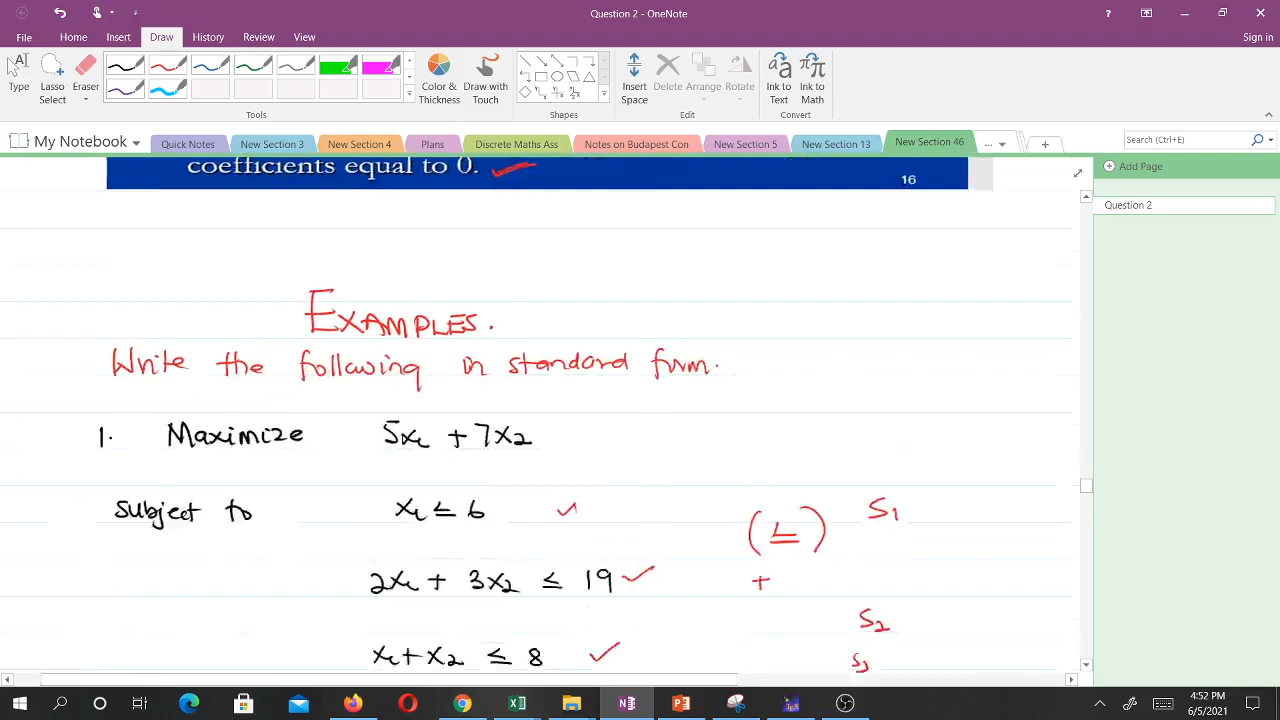 Question 2 - OneNote
File Home Insert Draw History Review View
Sign in
Type
Lasso Select
Eraser
Color & Thickness
Draw with Touch
Insert Space
Delete
Arrange
Rotate
Ink to Text
Ink to Math
Tools
Shapes
Edit
Convert
My Notebook
Quick Notes
New Section 3
New Section 4
Plans
Discrete Maths Ass
Notes on Budapest Con
New Section 5
New Section 13
New Section 46
...
Search (Ctrl+E)
Add Page
Question 2
coefficients equal to 0.
16
EXAMPLES.
Write the following in standard form.
1. Maximize 5x₁ + 7x₂
Subject to x₁ ≤ 6 (≤) S1
2x₁ + 3x₂ ≤ 19 +
S2
x₁ + x₂ ≤ 8 S3
4:52 PM
6/5/2021